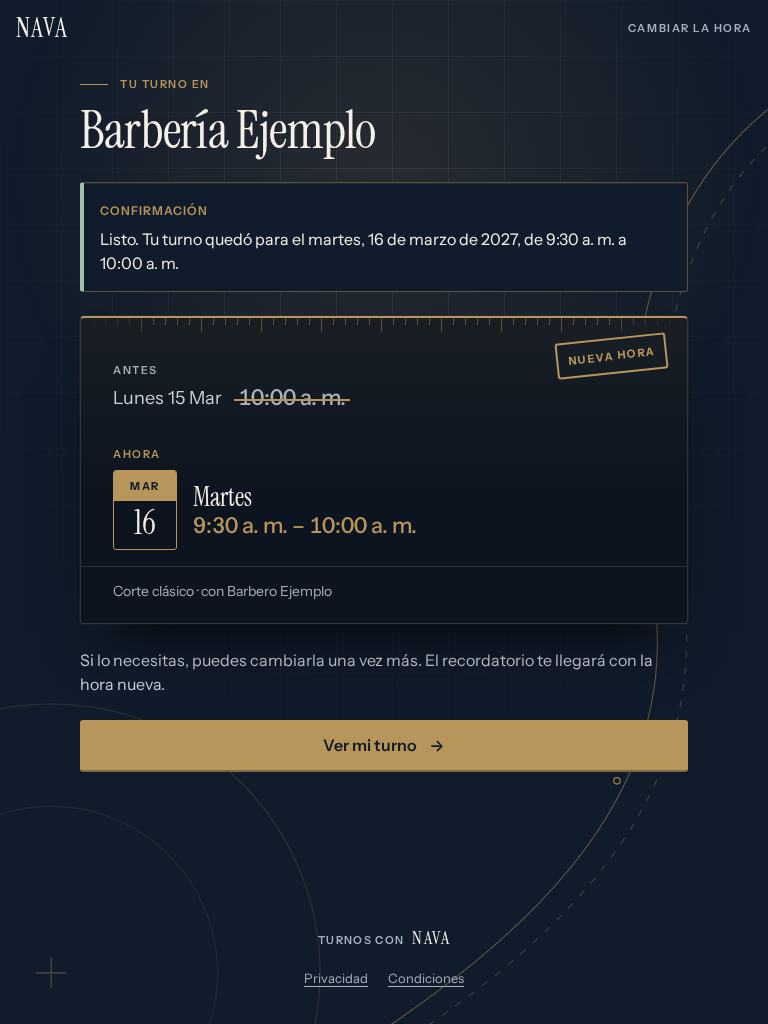 NAVA
CAMBIAR LA HORA
TU TURNO EN
Barbería Ejemplo
CONFIRMACIÓN
Listo. Tu turno quedó para el martes, 16 de marzo de 2027, de 9:30 a. m. a
10:00 a. m.
NUEVA HORA
ANTES
Lunes 15 Mar 10:00 a. m.
AHORA
MAR
16
Martes
9:30 a. m. – 10:00 a. m.
Corte clásico · con Barbero Ejemplo
Si lo necesitas, puedes cambiarla una vez más. El recordatorio te llegará con la
hora nueva.
Ver mi turno →
TURNOS CON NAVA
Privacidad Condiciones